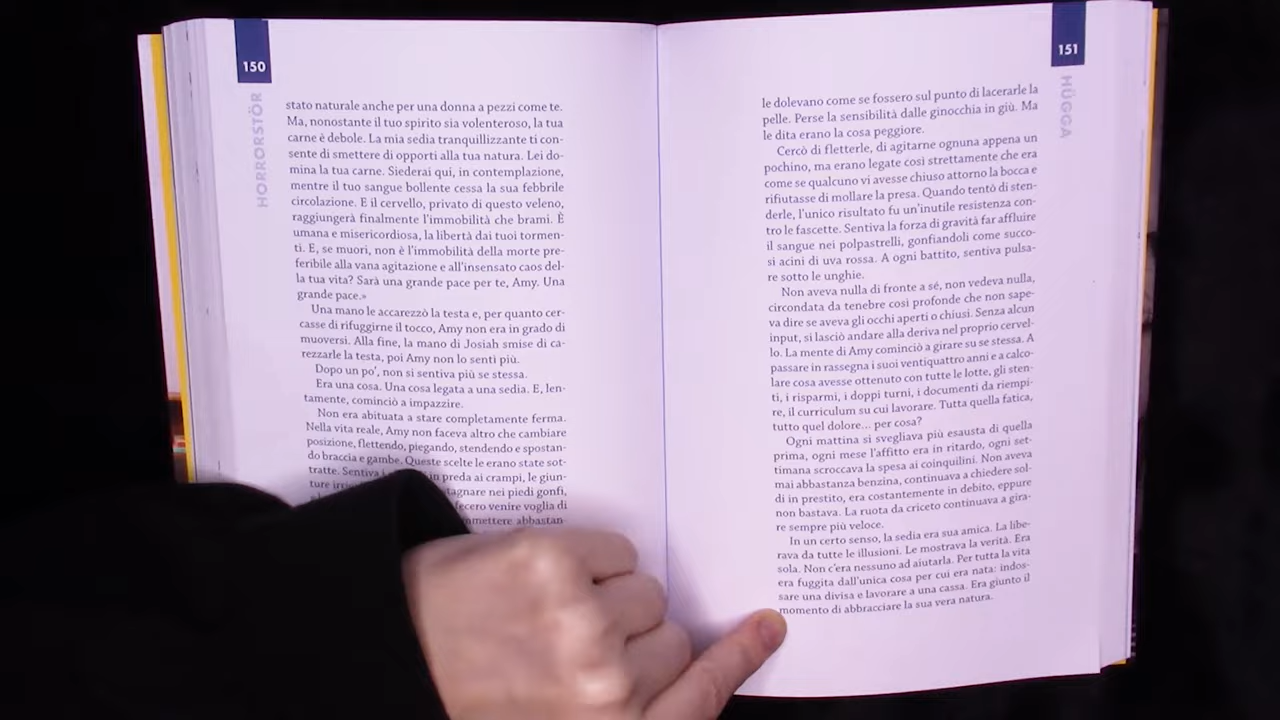 150
HORRORSTÖR
stato naturale anche per una donna a pezzi come te.
Ma, nonostante il tuo spirito sia volenteroso, la tua
carne è debole. La mia sedia tranquillizzante ti con-
sente di smettere di opporti alla tua natura. Lei do-
mina la tua carne. Siederai qui, in contemplazione,
mentre il tuo sangue bollente cessa la sua febbrile
circolazione. E il cervello, privato di questo veleno,
raggiungerà finalmente l'immobilità che brami. È
umana e misericordiosa, la libertà dai tuoi tormen-
ti. E, se muori, non è l'immobilità della morte pre-
feribile alla vana agitazione e all'insensato caos del-
la tua vita? Sarà una grande pace per te, Amy. Una
grande pace.»
Una mano le accarezzò la testa e, per quanto cer-
casse di rifuggirne il tocco, Amy non era in grado di
muoversi. Alla fine, la mano di Josiah smise di ca-
rezzarle la testa, poi Amy non lo sentì più.
Dopo un po', non si sentiva più se stessa.
Era una cosa. Una cosa legata a una sedia. E, len-
tamente, cominciò a impazzire.
Non era abituata a stare completamente ferma.
Nella vita reale, Amy non faceva altro che cambiare
posizione, flettendo, piegando, stendendo e spostan-
do braccia e gambe. Queste scelte le erano state sot-
tratte. Sentiva in preda ai crampi, le giun-
ture nei piedi gonfi,
fecero venire voglia di
abbastan-
151
HÜGGA
le dolevano come se fossero sul punto di lacerarle la
pelle. Perse la sensibilità dalle ginocchia in giù. Ma
le dita erano la cosa peggiore.
Cercò di fletterle, di agitarne ognuna appena un
pochino, ma erano legate così strettamente che era
come se qualcuno vi avesse chiuso attorno la bocca e
rifiutasse di mollare la presa. Quando tentò di sten-
derle, l'unico risultato fu un'inutile resistenza con-
tro le fascette. Sentiva la forza di gravità far affluire
il sangue nei polpastrelli, gonfiandoli come succo-
si acini di uva rossa. A ogni battito, sentiva pulsa-
re sotto le unghie.
Non aveva nulla di fronte a sé, non vedeva nulla,
circondata da tenebre così profonde che non sape-
va dire se aveva gli occhi aperti o chiusi. Senza alcun
input, si lasciò andare alla deriva nel proprio cervel-
lo. La mente di Amy cominciò a girare su se stessa. A
passare in rassegna i suoi ventiquattro anni e a calco-
lare cosa avesse ottenuto con tutte le lotte, gli sten-
ti, i risparmi, i doppi turni, i documenti da riempi-
re, il curriculum su cui lavorare. Tutta quella fatica,
tutto quel dolore... per cosa?
Ogni mattina si svegliava più esausta di quella
prima, ogni mese l'affitto era in ritardo, ogni set-
timana scroccava la spesa ai coinquilini. Non aveva
mai abbastanza benzina, continuava a chiedere sol-
di in prestito, era costantemente in debito, eppure
non bastava. La ruota da criceto continuava a gira-
re sempre più veloce.
In un certo senso, la sedia era sua amica. La libe-
rava da tutte le illusioni. Le mostrava la verità. Era
sola. Non c'era nessuno ad aiutarla. Per tutta la vita
era fuggita dall'unica cosa per cui era nata: indos-
sare una divisa e lavorare a una cassa. Era giunto il
momento di abbracciare la sua vera natura.